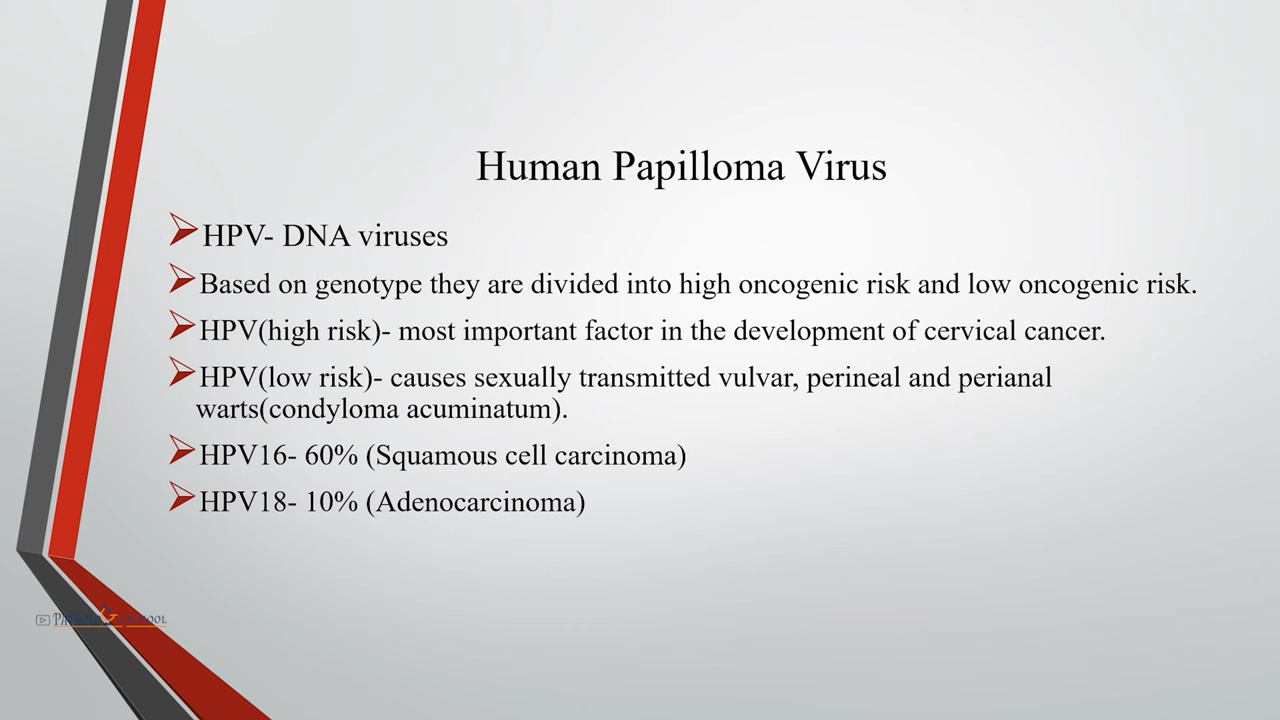 Human Papilloma Virus
HPV- DNA viruses
Based on genotype they are divided into high oncogenic risk and low oncogenic risk.
HPV(high risk)- most important factor in the development of cervical cancer.
HPV(low risk)- causes sexually transmitted vulvar, perineal and perianal
warts(condyloma acuminatum).
HPV16- 60% (Squamous cell carcinoma)
HPV18- 10% (Adenocarcinoma)